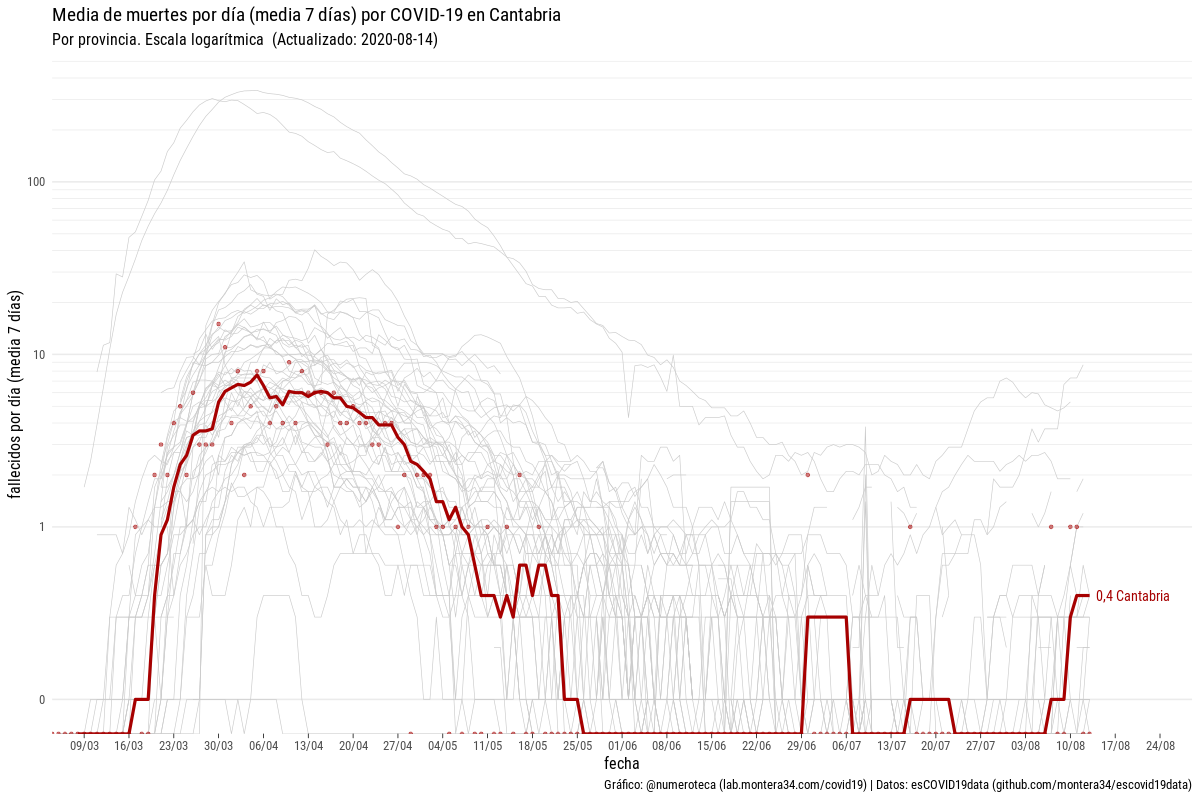 Media de muertes por día (media 7 días) por COVID-19 en Cantabria
Por provincia. Escala logarítmica  (Actualizado: 2020-08-14)
fallecidos por día (media 7 días)
100
10
1
0
0,4 Cantabria
09/03 16/03 23/03 30/03 06/04 13/04 20/04 27/04 04/05 11/05 18/05 25/05 01/06 08/06 15/06 22/06 29/06 06/07 13/07 20/07 27/07 03/08 10/08 17/08 24/08
fecha
Gráfico: @numeroteca (lab.montera34.com/covid19) | Datos: esCOVID19data (github.com/montera34/escovid19data)